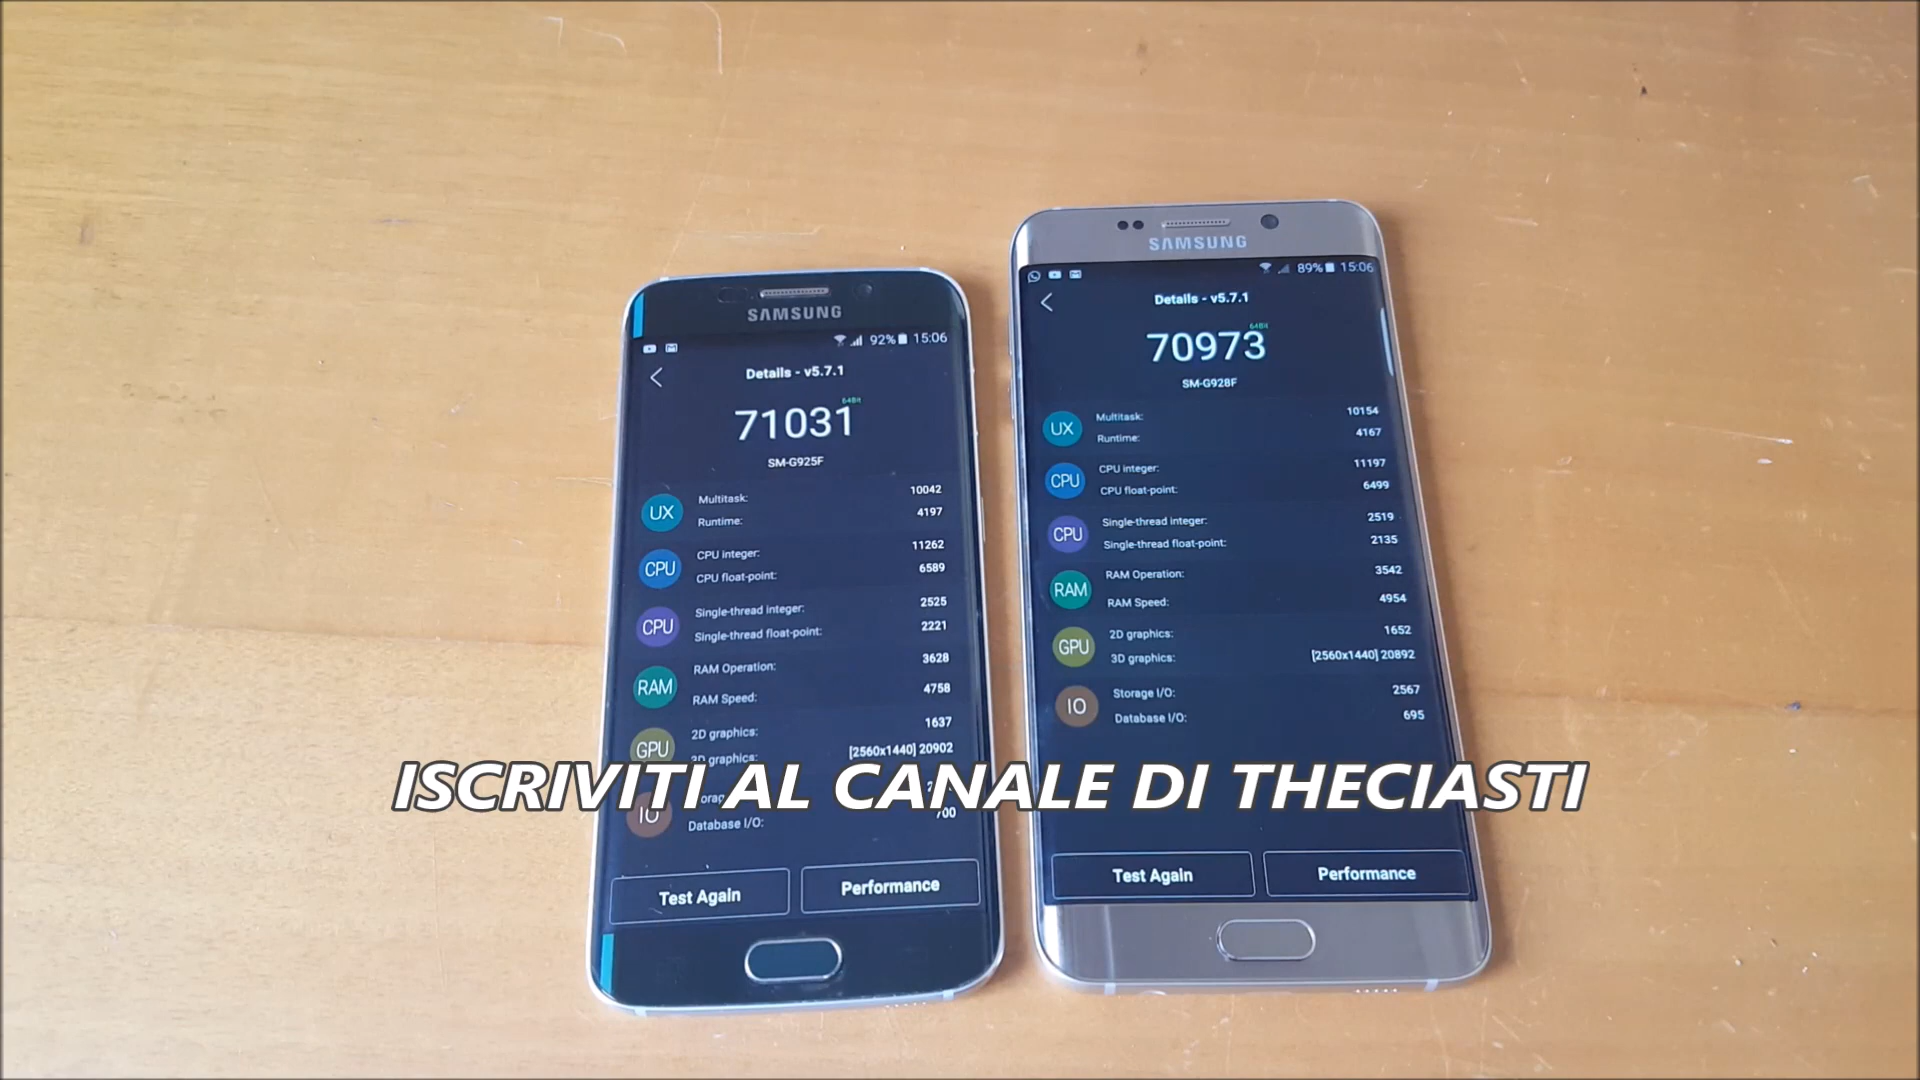 SAMSUNG
92% 15:06
Details - v5.7.1
64Bit
71031
SM-G925F
UX
Multitask: 10042
Runtime: 4197
CPU
CPU integer: 11262
CPU float-point: 6589
CPU
Single-thread integer: 2525
Single-thread float-point: 2221
RAM
RAM Operation: 3628
RAM Speed: 4758
GPU
2D graphics: 1637
3D graphics: [2560x1440] 20902
IO
Database I/O: 700
Test Again
Performance
SAMSUNG
89% 15:06
Details - v5.7.1
64Bit
70973
SM-G928F
UX
Multitask: 10154
Runtime: 4167
CPU
CPU integer: 11197
CPU float-point: 6499
CPU
Single-thread integer: 2519
Single-thread float-point: 2135
RAM
RAM Operation: 3542
RAM Speed: 4954
GPU
2D graphics: 1652
3D graphics: [2560x1440] 20892
IO
Storage I/O: 2567
Database I/O: 695
Test Again
Performance
ISCRIVITI AL CANALE DI THECIASTI